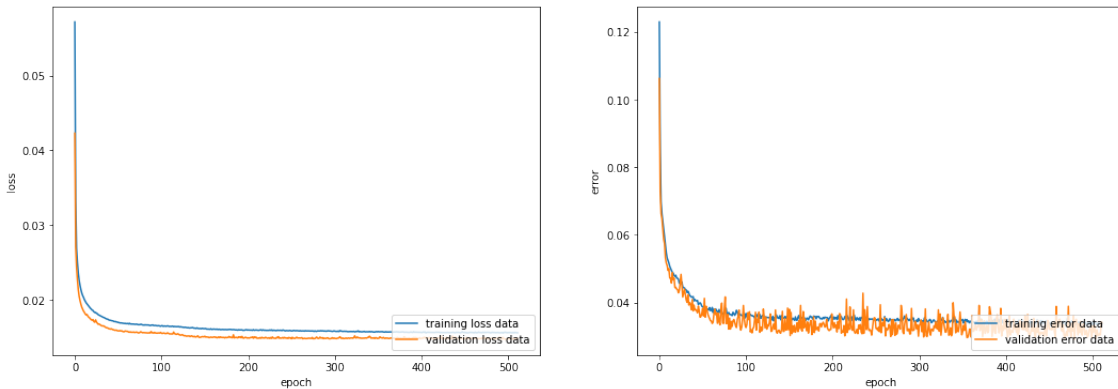 0.05
0.04
0.03
0.02
loss
0 100 200 300 400 500
epoch
training loss data
validation loss data
0.12
0.10
0.08
0.06
0.04
error
0 100 200 300 400 500
epoch
training error data
validation error data